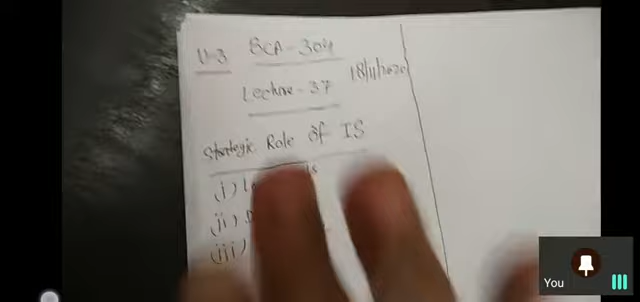 U-3 BCA-304
18/11/2020
Lecture-37
Strategic Role of IS
(i)
(ii)
(iii)
You